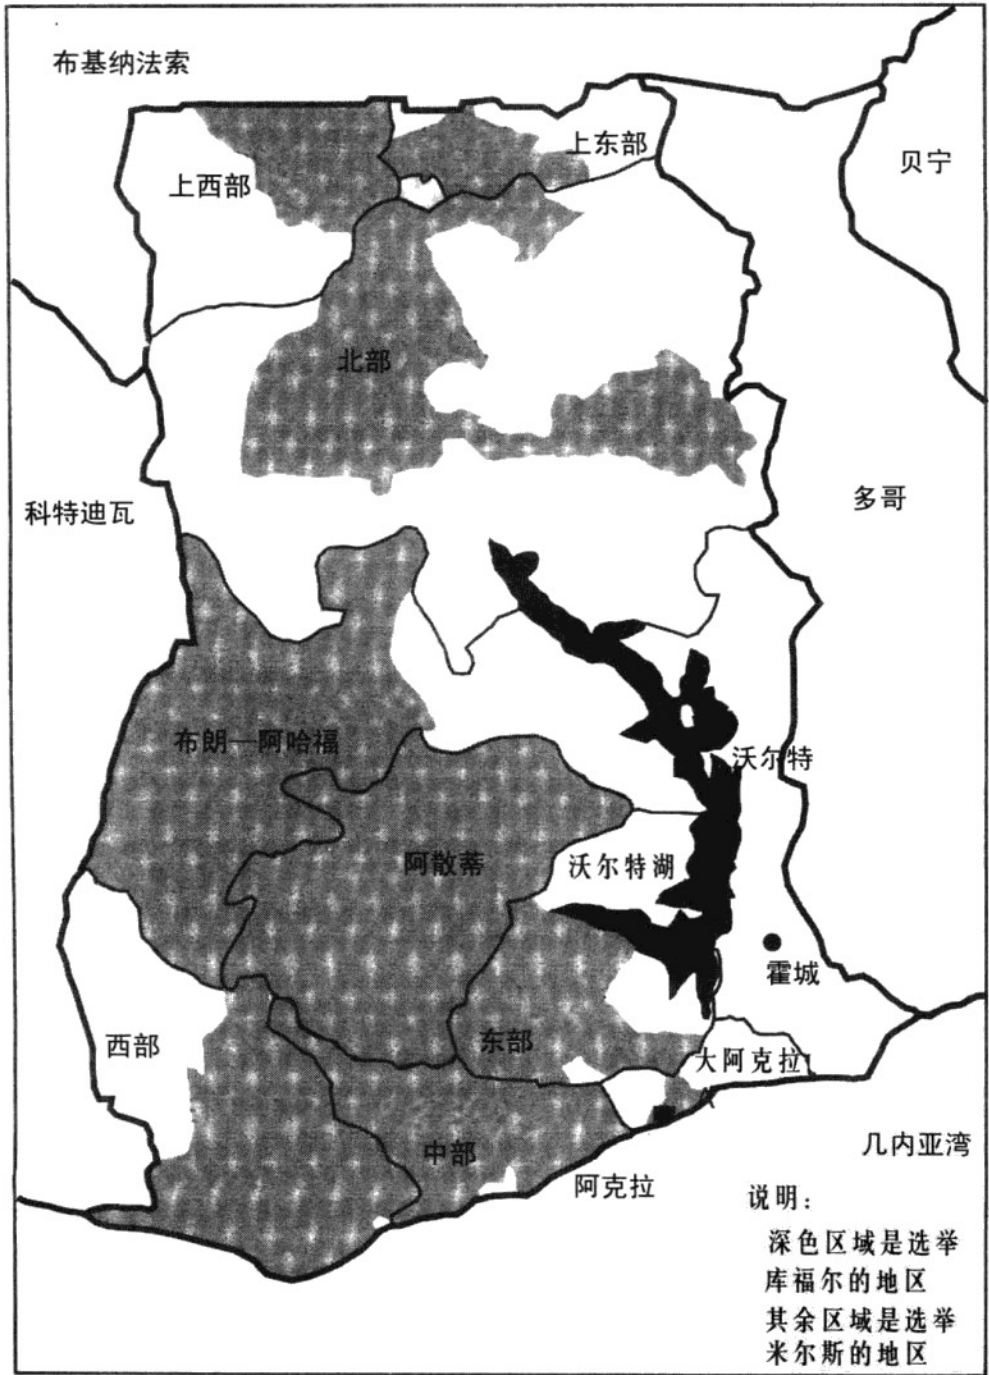 布基纳法索
上东部
贝宁
上西部
北部
科特迪瓦
多哥
布朗—阿哈福
沃尔特
阿散蒂
沃尔特湖
霍城
西部
东部
大阿克拉
中部
几内亚湾
阿克拉
说明：
深色区域是选举
库福尔的地区
其余区域是选举
米尔斯的地区